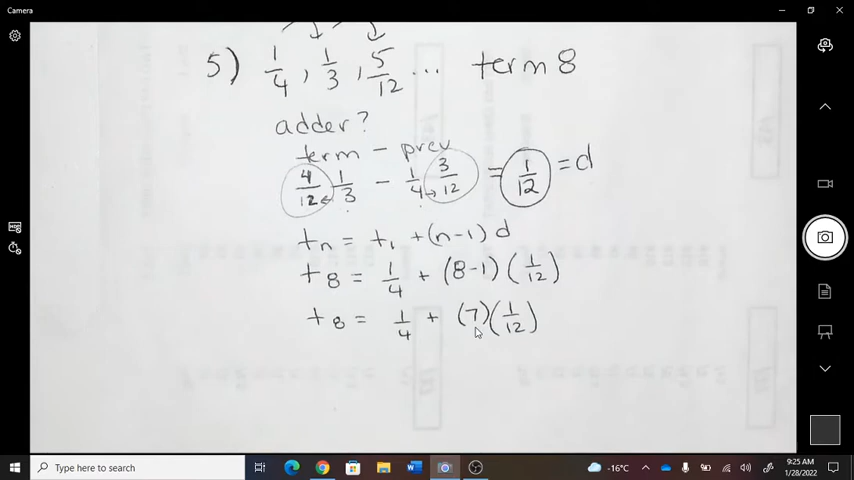 Camera
5) 1/4 , 1/3 , 5/12 ... term 8
adder?
term - prev
4/12 ← 1/3 - 1/4 → 3/12 = 1/12 = d
tn = t1 + (n-1) d
t8 = 1/4 + (8-1) (1/12)
t8 = 1/4 + (7) (1/12)
Type here to search
-16°C
9:25 AM
1/28/2022